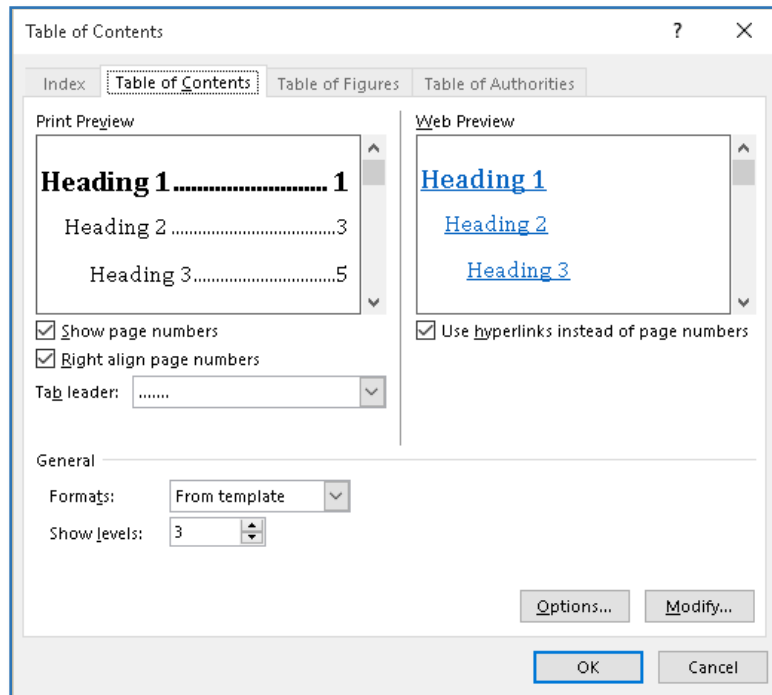 Table of Contents
? ×
Index Table of Contents Table of Figures Table of Authorities
Print Preview
Heading 1............................ 1
Heading 2....................................3
Heading 3...............................5
Show page numbers
Right align page numbers
Tab leader: .......
Web Preview
Heading 1
Heading 2
Heading 3
Use hyperlinks instead of page numbers
General
Formats: From template
Show levels: 3
Options... Modify...
OK Cancel